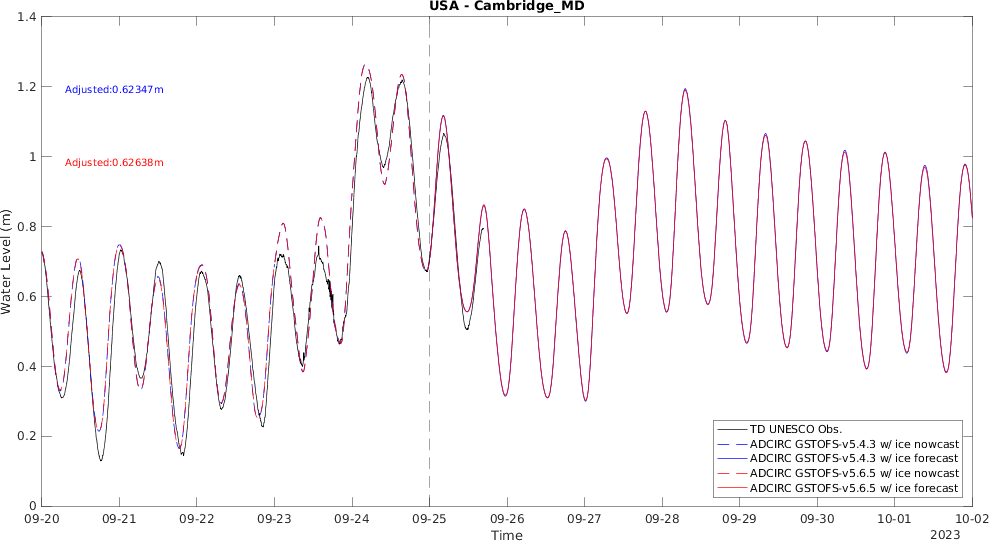 USA - Cambridge_MD
1.4
1.2
1
0.8
0.6
0.4
0.2
0
Water Level (m)
Adjusted:0.62347m
Adjusted:0.62638m
TD UNESCO Obs.
ADCIRC GSTOFS-v5.4.3 w/ ice nowcast
ADCIRC GSTOFS-v5.4.3 w/ ice forecast
ADCIRC GSTOFS-v5.6.5 w/ ice nowcast
ADCIRC GSTOFS-v5.6.5 w/ ice forecast
09-20 09-21 09-22 09-23 09-24 09-25 09-26 09-27 09-28 09-29 09-30 10-01 10-02
Time
2023